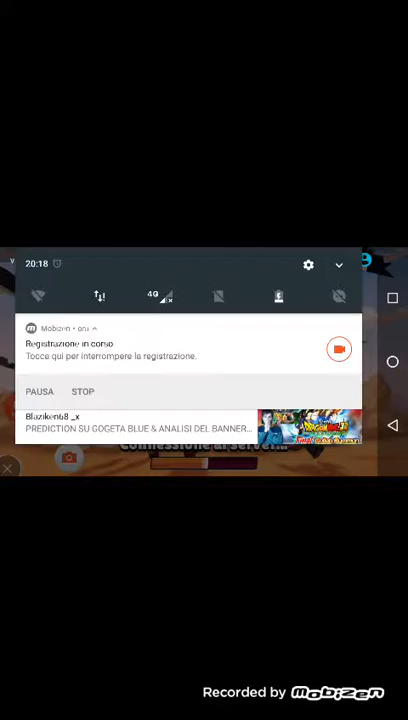 20:18
4G
Mobizen • ora
Registrazione in corso
Tocca qui per interrompere la registrazione.
PAUSA STOP
Blaziken68 _x
PREDICTION SU GOGETA BLUE & ANALISI DEL BANNER...
Connessione al server...
Recorded by MOBIZEN